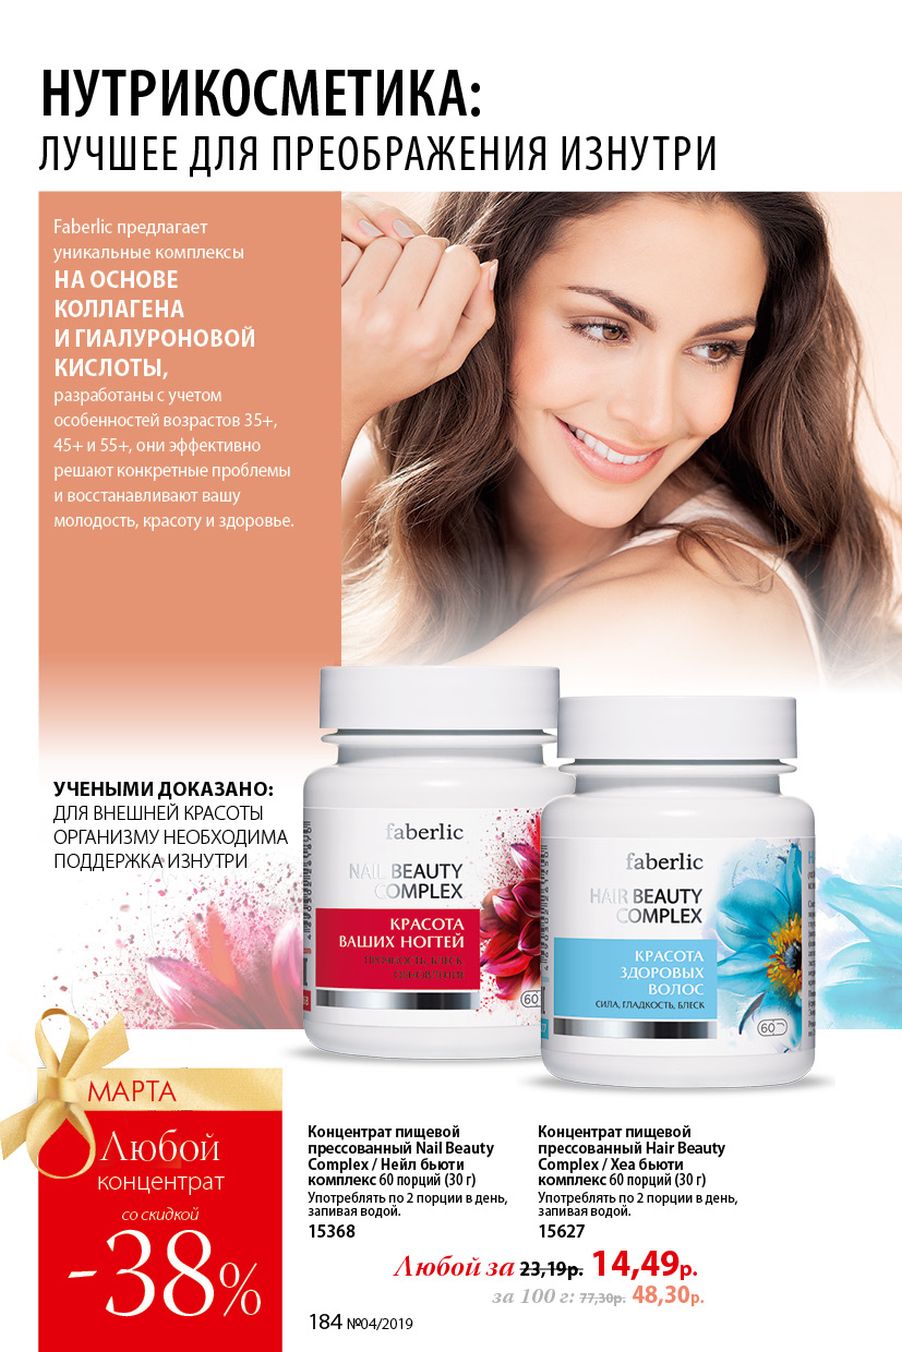 НУТРИКОСМЕТИКА:
ЛУЧШЕЕ ДЛЯ ПРЕОБРАЖЕНИЯ ИЗНУТРИ
Faberlic предлагает
уникальные комплексы
НА ОСНОВЕ
КОЛЛАГЕНА
И ГИАЛУРОНОВОЙ
КИСЛОТЫ,
разработаны с учетом
особенностей возрастов 35+,
45+ и 55+, они эффективно
решают конкретные проблемы
и восстанавливают вашу
молодость, красоту и здоровье.
УЧЕНЫМИ ДОКАЗАНО:
ДЛЯ ВНЕШНЕЙ КРАСОТЫ
ОРГАНИЗМУ НЕОБХОДИМА
ПОДДЕРЖКА ИЗНУТРИ
faberlic
NAIL BEAUTY
COMPLEX
КРАСОТА
ВАШИХ НОГТЕЙ
ПРОЧНОСТЬ, БЛЕСК
60
faberlic
HAIR BEAUTY
COMPLEX
КРАСОТА
ЗДОРОВЫХ
ВОЛОС
СИЛА, ГЛАДКОСТЬ, БЛЕСК
60
МАРТА
Любой
концентрат
со скидкой
-38%
Концентрат пищевой
прессованный Nail Beauty
Complex / Нейл бьюти
комплекс 60 порций (30 г)
Употреблять по 2 порции в день,
запивая водой.
15368
Концентрат пищевой
прессованный Hair Beauty
Complex / Хеа бьюти
комплекс 60 порций (30 г)
Употреблять по 2 порции в день,
запивая водой.
15627
Любой за 23,19р. 14,49р.
за 100 г: 77,30р. 48,30р.
184 №04/2019